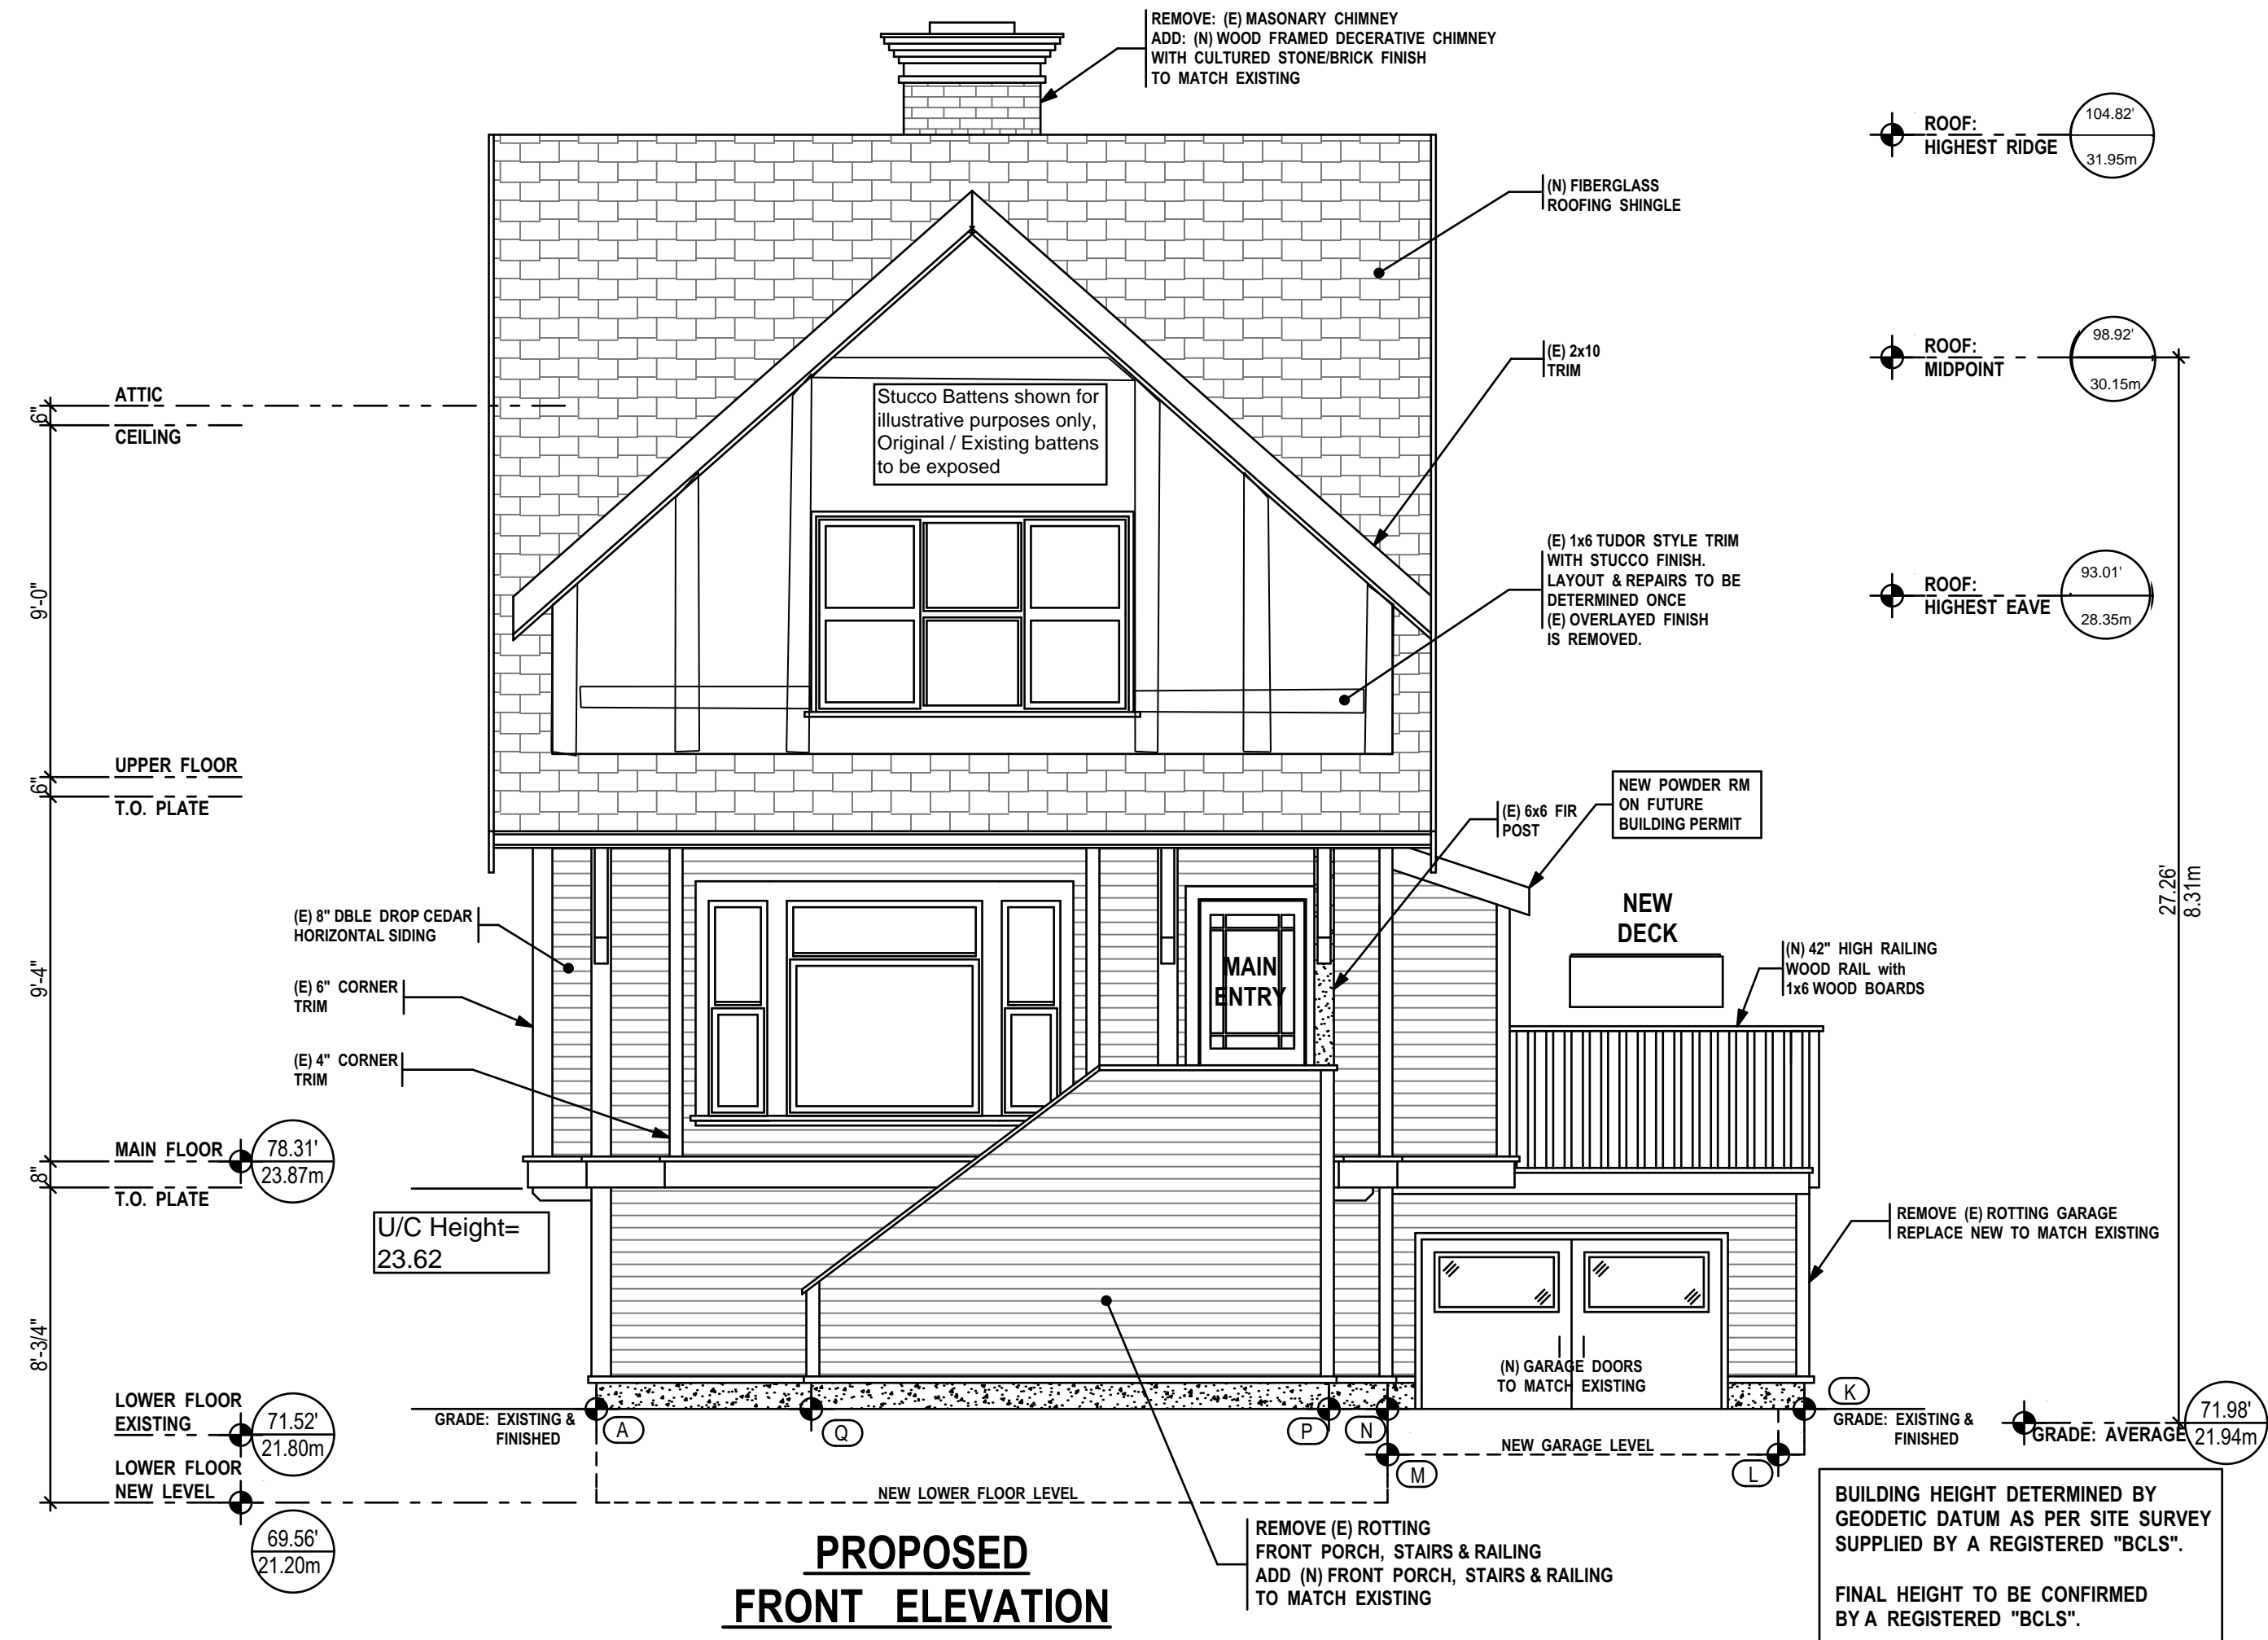 REMOVE: (E) MASONARY CHIMNEY
ADD: (N) WOOD FRAMED DECERATIVE CHIMNEY
WITH CULTURED STONE/BRICK FINISH
TO MATCH EXISTING
ROOF:
HIGHEST RIDGE
104.82'
31.95m
(N) FIBERGLASS
ROOFING SHINGLE
ROOF:
MIDPOINT
98.92'
30.15m
(E) 2x10
TRIM
ATTIC
6"
CEILING
Stucco Battens shown for
illustrative purposes only,
Original / Existing battens
to be exposed
(E) 1x6 TUDOR STYLE TRIM
WITH STUCCO FINISH.
LAYOUT & REPAIRS TO BE
DETERMINED ONCE
(E) OVERLAYED FINISH
IS REMOVED.
ROOF:
HIGHEST EAVE
93.01'
28.35m
9'-0"
UPPER FLOOR
6"
T.O. PLATE
(E) 6x6 FIR
POST
NEW POWDER RM
ON FUTURE
BUILDING PERMIT
27.26'
8.31m
(E) 8" DBLE DROP CEDAR
HORIZONTAL SIDING
NEW
DECK
(N) 42" HIGH RAILING
WOOD RAIL with
1x6 WOOD BOARDS
MAIN
ENTRY
9'-4"
(E) 6" CORNER
TRIM
(E) 4" CORNER
TRIM
MAIN FLOOR
78.31'
23.87m
8"
T.O. PLATE
U/C Height=
23.62
REMOVE (E) ROTTING GARAGE
REPLACE NEW TO MATCH EXISTING
8'-3/4"
(N) GARAGE DOORS
TO MATCH EXISTING
LOWER FLOOR
EXISTING
71.52'
21.80m
GRADE: EXISTING &
FINISHED
A
Q
P
N
K
GRADE: EXISTING &
FINISHED
GRADE: AVERAGE
71.98'
21.94m
NEW GARAGE LEVEL
M
L
LOWER FLOOR
NEW LEVEL
69.56'
21.20m
NEW LOWER FLOOR LEVEL
REMOVE (E) ROTTING
FRONT PORCH, STAIRS & RAILING
ADD (N) FRONT PORCH, STAIRS & RAILING
TO MATCH EXISTING
PROPOSED
FRONT ELEVATION
BUILDING HEIGHT DETERMINED BY
GEODETIC DATUM AS PER SITE SURVEY
SUPPLIED BY A REGISTERED "BCLS".
FINAL HEIGHT TO BE CONFIRMED
BY A REGISTERED "BCLS".